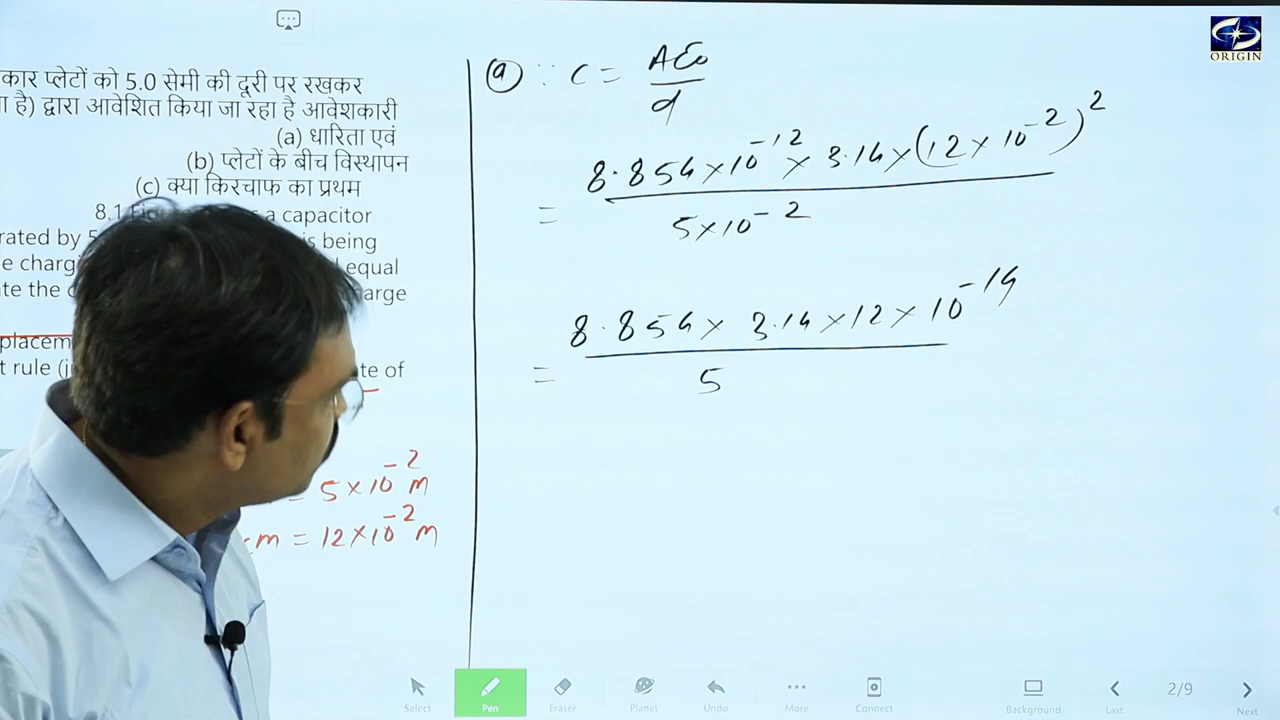 ORIGIN
कार प्लेटों को 5.0 सेमी की दूरी पर रखकर
है) द्वारा आवेशित किया जा रहा है आवेशकारी
(a) धारिता एवं
(b) प्लेटों के बीच विस्थापन
(c) क्या किरचाफ का प्रथम
8.1 a capacitor
rated by 5 is being
e charg equal
te the arge
placem
t rule te of
= 5×10⁻² m
cm = 12×10⁻² m
(a) ∵ C = Aε₀/d
= 8.854×10⁻¹² × 3.14×(12×10⁻²)² / 5×10⁻²
= 8.854× 3.14×12×10⁻¹⁴ / 5
Select Pen Eraser Planet Undo More Connect Background Last 2/9 Next